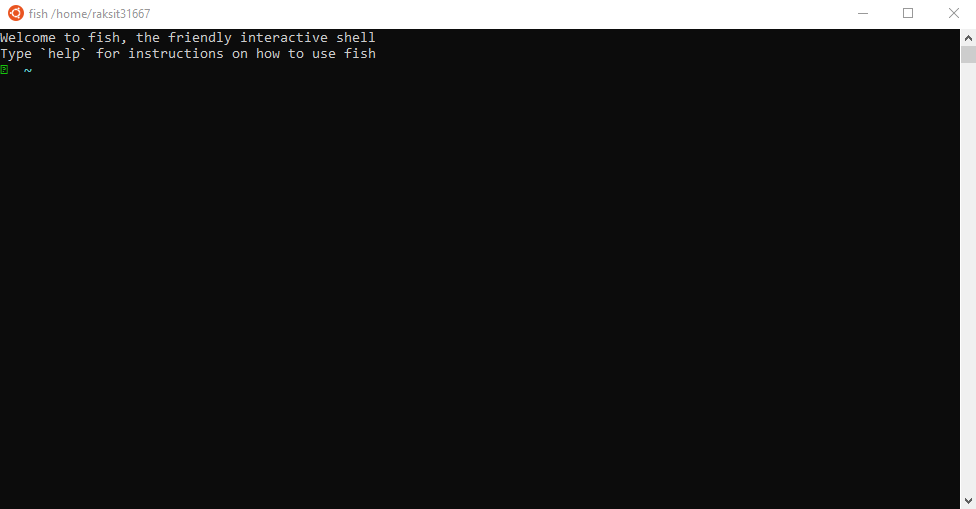 fish /home/raksit31667
Welcome to fish, the friendly interactive shell
Type `help` for instructions on how to use fish
~